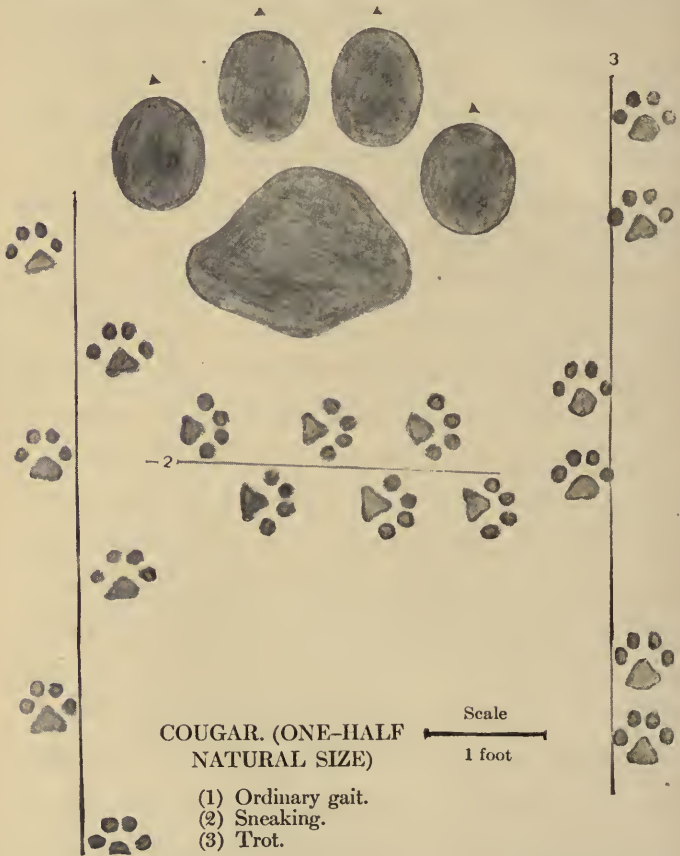 3
2
COUGAR. (ONE-HALF
NATURAL SIZE)
Scale
1 foot
(1) Ordinary gait.
(2) Sneaking.
(3) Trot.